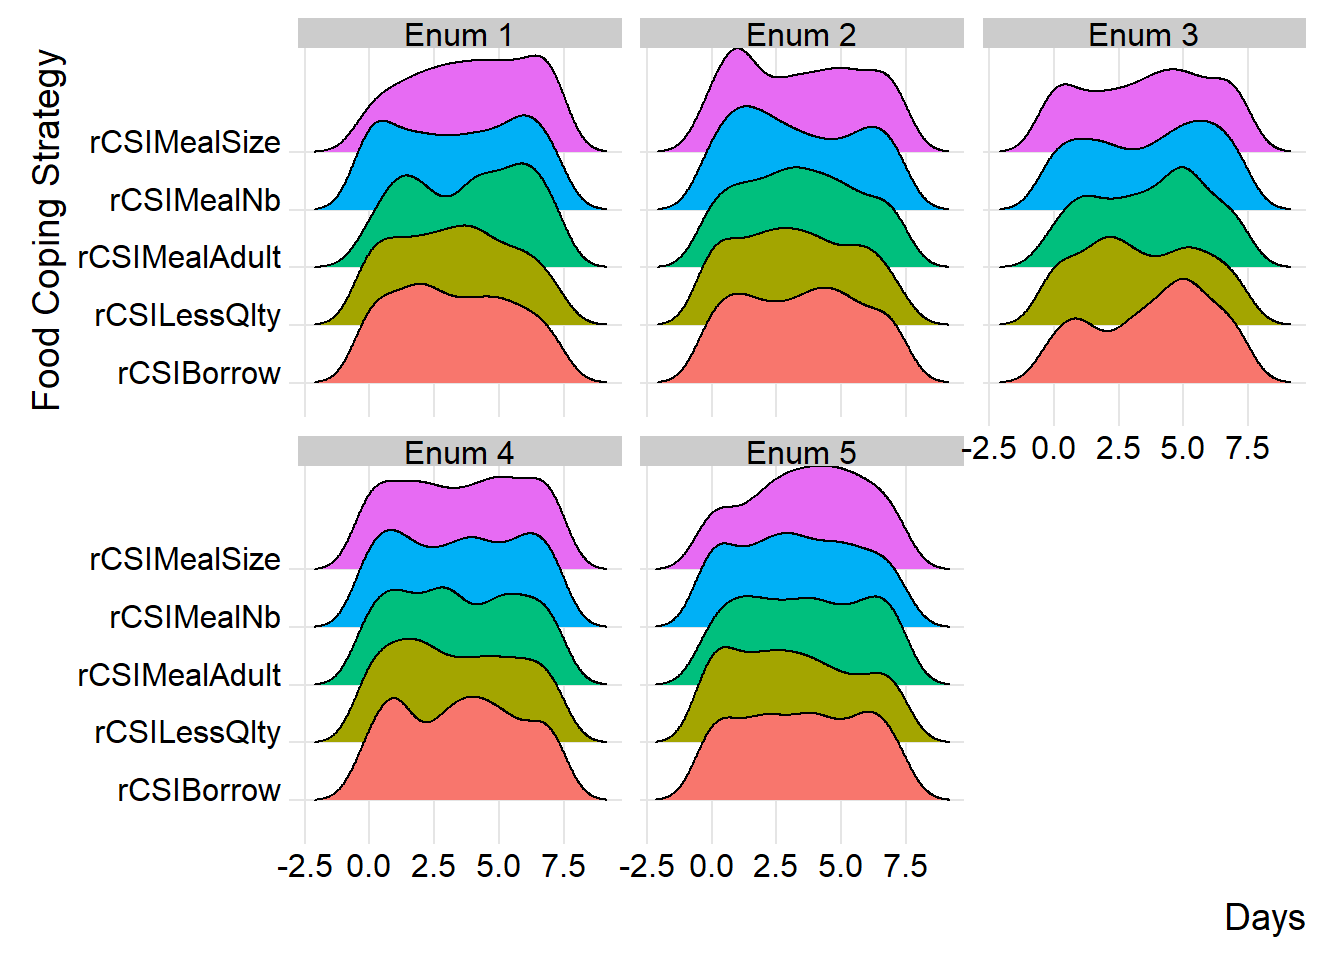 Food Coping Strategy
Enum 1
Enum 2
Enum 3
rCSIMealSize
rCSIMealNb
rCSIMealAdult
rCSILessQlty
rCSIBorrow
-2.5 0.0 2.5 5.0 7.5
Enum 4
Enum 5
rCSIMealSize
rCSIMealNb
rCSIMealAdult
rCSILessQlty
rCSIBorrow
-2.5 0.0 2.5 5.0 7.5
-2.5 0.0 2.5 5.0 7.5
Days